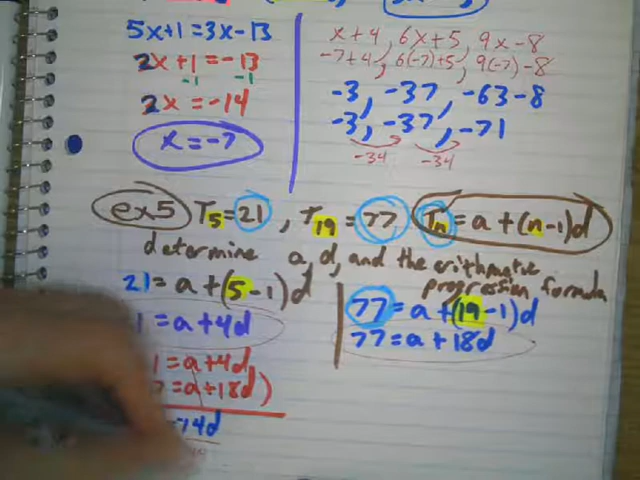 5x+1=3x-13
2x+1=-13
-1 -1
2x=-14
x=-7
x+4, 6x+5, 9x-8
-7+4, 6(-7)+5, 9(-7)-8
-3, -37, -63-8
-3, -37, -71
-34 -34
ex5 T5=21, T19=77 Tn=a+(n-1)d
determine a, d, and the erithmatic
progression formula
21=a+(5-1)d
1=a+4d
1=a+4d
=a+18d)
-14d
77=a+(19-1)d
77=a+18d